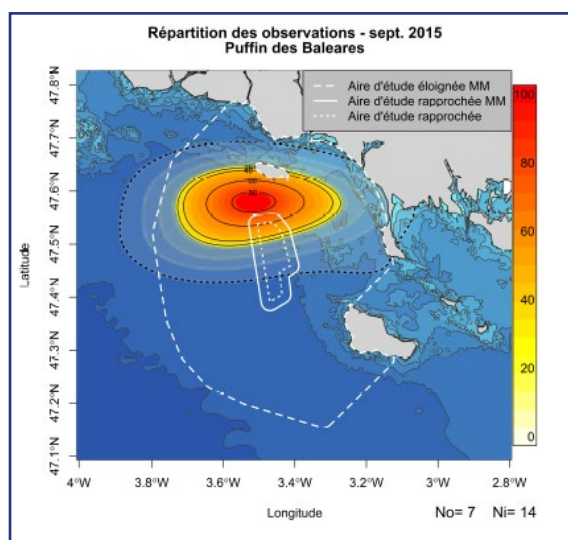 Répartition des observations - sept. 2015
Puffin des Baleares
Aire d'étude éloignée MM
Aire d'étude rapprochée MM
Aire d'étude rapprochée
47.8°N
47.7°N
47.6°N
47.5°N
47.4°N
47.3°N
47.2°N
47.1°N
Latitude
4°W
3.8°W
3.6°W
3.4°W
3.2°W
3°W
2.8°W
Longitude
100
80
60
40
20
0
No= 7 Ni= 14